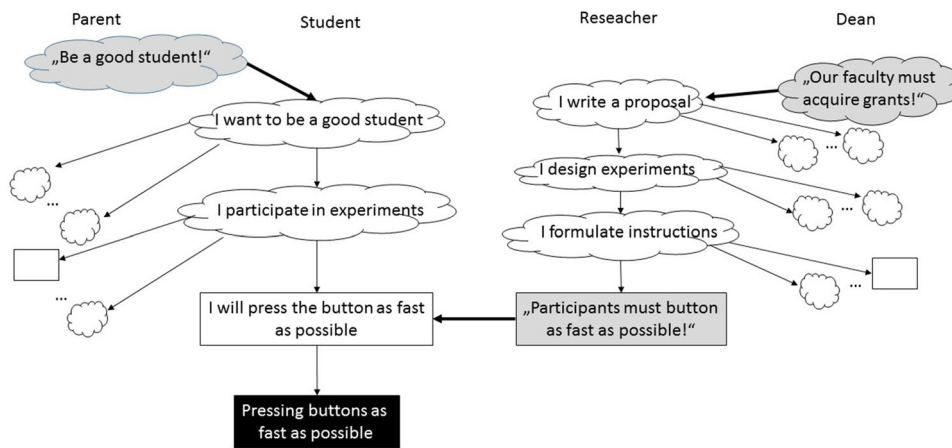 Parent
Student
Reseacher
Dean
„Be a good student!“
I want to be a good student
I participate in experiments
I will press the button as fast
as possible
Pressing buttons as
fast as possible
„Our faculty must
acquire grants!“
I write a proposal
I design experiments
I formulate instructions
„Participants must button
as fast as possible!“
...
...
...
...
...
...